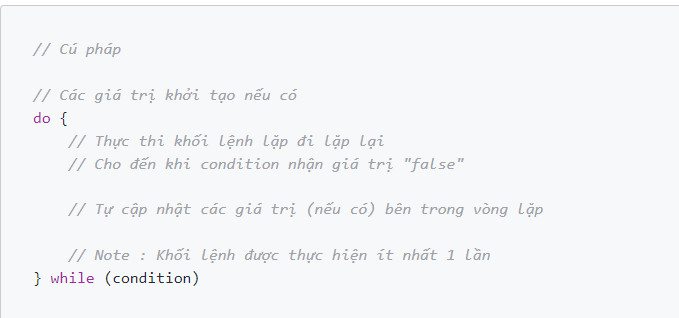 // Cú pháp
// Các giá trị khởi tạo nếu có
do {
// Thực thi khối lệnh lặp đi lặp lại
// Cho đến khi condition nhận giá trị "false"
// Tự cập nhật các giá trị (nếu có) bên trong vòng lặp
// Note : Khối lệnh được thực hiện ít nhất 1 lần
} while (condition)